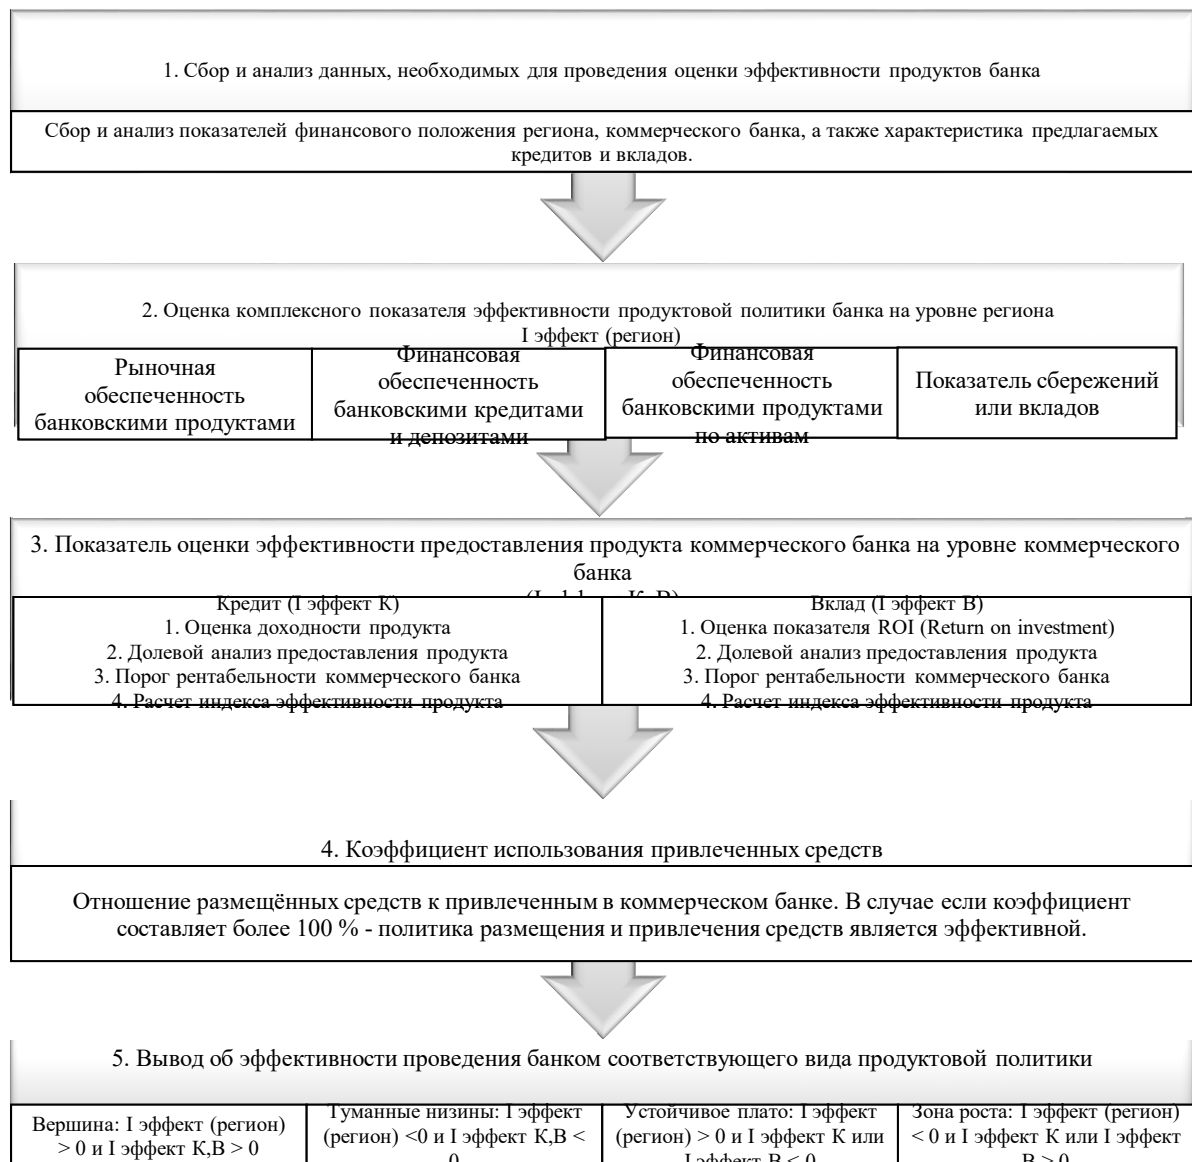 1. Сбор и анализ данных, необходимых для проведения оценки эффективности продуктов банка
Сбор и анализ показателей финансового положения региона, коммерческого банка, а также характеристика предлагаемых
кредитов и вкладов.
2. Оценка комплексного показателя эффективности продуктовой политики банка на уровне региона
I эффект (регион)
Рыночная
обеспеченность
банковскими продуктами
Финансовая
обеспеченность
банковскими кредитами
и депозитами
Финансовая
обеспеченность
банковскими продуктами
по активам
Показатель сбережений
или вкладов
3. Показатель оценки эффективности предоставления продукта коммерческого банка на уровне коммерческого
банка
Кредит (I эффект К)
1. Оценка доходности продукта
2. Долевой анализ предоставления продукта
3. Порог рентабельности коммерческого банка
4. Расчет индекса эффективности продукта
Вклад (I эффект В)
1. Оценка показателя ROI (Return on investment)
2. Долевой анализ предоставления продукта
3. Порог рентабельности коммерческого банка
4. Расчет индекса эффективности продукта
4. Коэффициент использования привлеченных средств
Отношение размещённых средств к привлеченным в коммерческом банке. В случае если коэффициент
составляет более 100 % - политика размещения и привлечения средств является эффективной.
5. Вывод об эффективности проведения банком соответствующего вида продуктовой политики
Вершина: I эффект (регион)
> 0 и I эффект К,В > 0
Туманные низины: I эффект
(регион) <0 и I эффект К,В <
0
Устойчивое плато: I эффект
(регион) > 0 и I эффект К или
I эффект В < 0
Зона роста: I эффект (регион)
< 0 и I эффект К или I эффект
В > 0